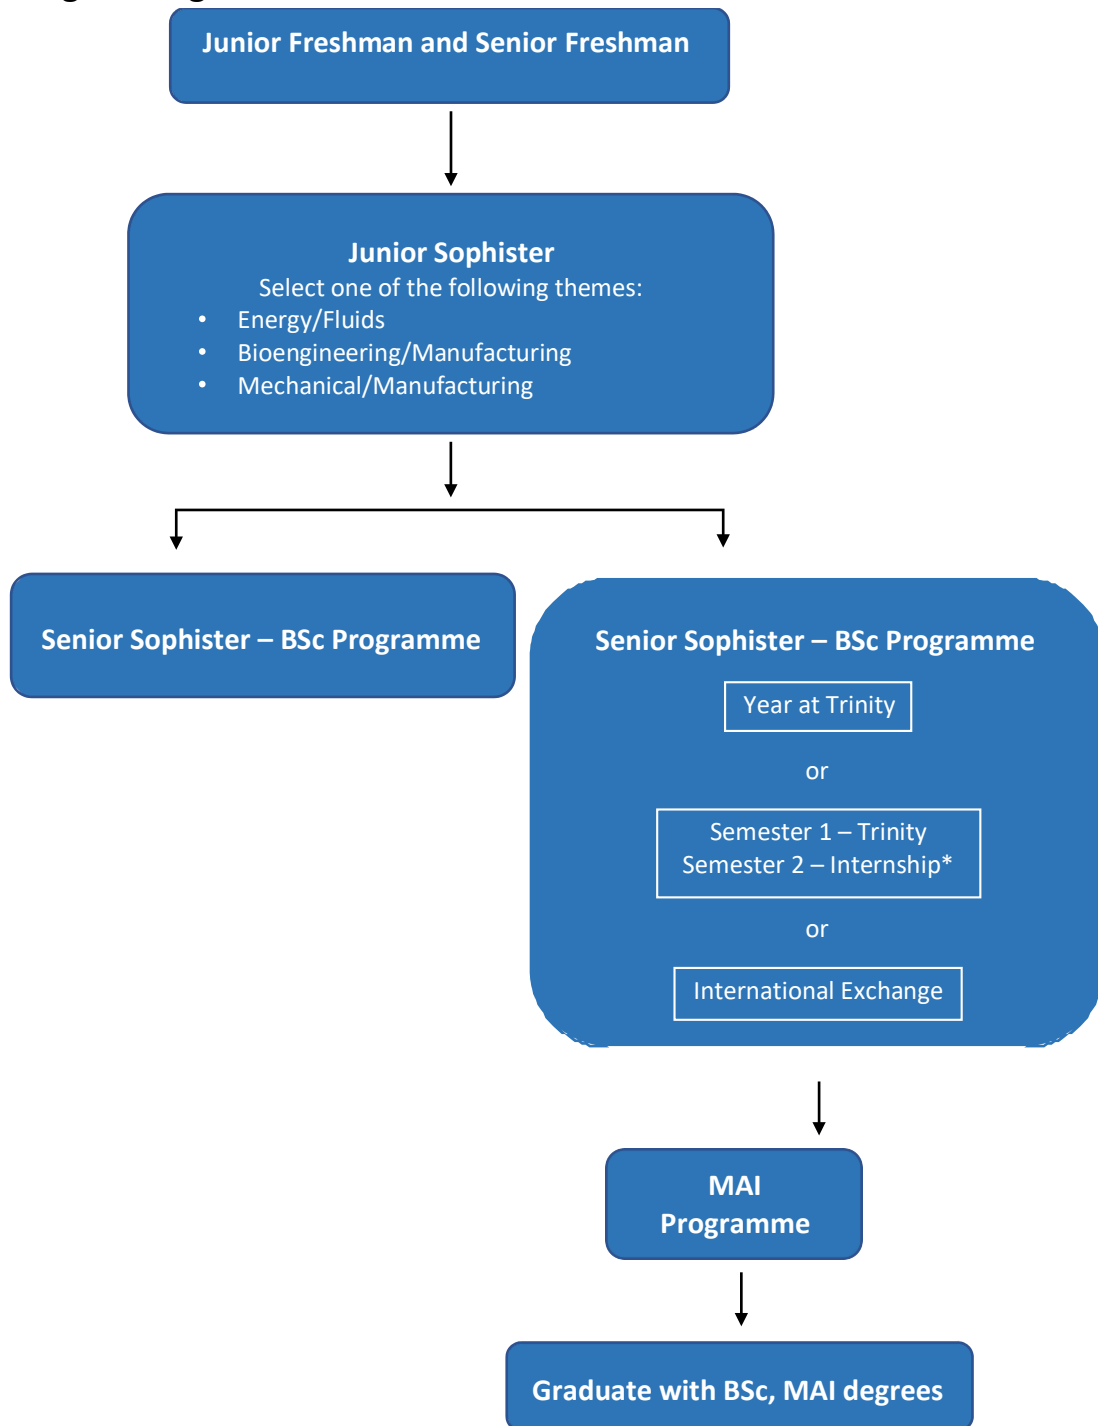 Junior Freshman and Senior Freshman
Junior Sophister
Select one of the following themes:
• Energy/Fluids
• Bioengineering/Manufacturing
• Mechanical/Manufacturing
Senior Sophister – BSc Programme
Senior Sophister – BSc Programme
Year at Trinity
or
Semester 1 – Trinity
Semester 2 – Internship*
or
International Exchange
MAI
Programme
Graduate with BSc, MAI degrees